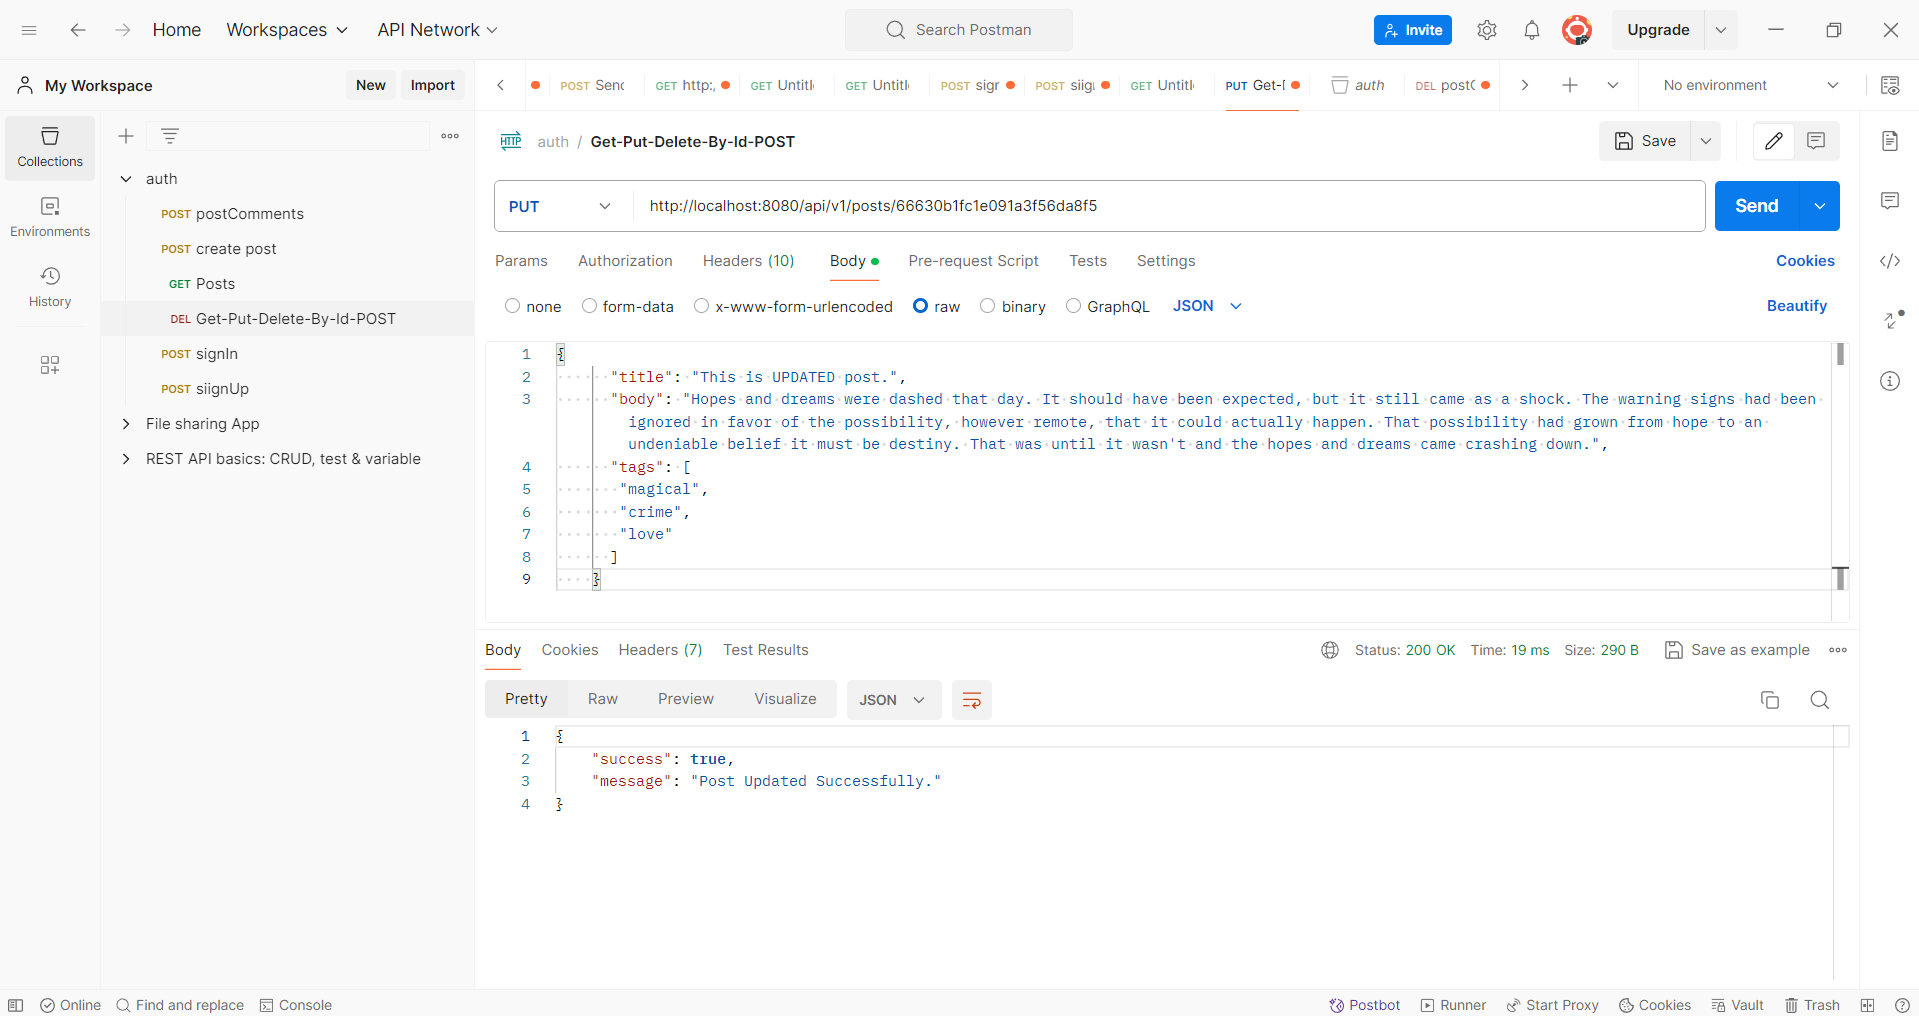 Home Workspaces API Network Search Postman Invite Upgrade
My Workspace New Import POST Senc GET http:, GET Untitl GET Untitl POST sigr POST siigı GET Untitl PUT Get-I auth DEL post( No environment
Collections
Environments
History
auth
POST postComments
POST create post
GET Posts
DEL Get-Put-Delete-By-Id-POST
POST signIn
POST siignUp
File sharing App
REST API basics: CRUD, test & variable
HTTP auth / Get-Put-Delete-By-Id-POST Save
PUT http://localhost:8080/api/v1/posts/66630b1fc1e091a3f56da8f5 Send
Params Authorization Headers (10) Body Pre-request Script Tests Settings Cookies
none form-data x-www-form-urlencoded raw binary GraphQL JSON Beautify
1 {
2 "title": "This is UPDATED post.",
3 "body": "Hopes and dreams were dashed that day. It should have been expected, but it still came as a shock. The warning signs had been
ignored in favor of the possibility, however remote, that it could actually happen. That possibility had grown from hope to an
undeniable belief it must be destiny. That was until it wasn't and the hopes and dreams came crashing down.",
4 "tags": [
5 "magical",
6 "crime",
7 "love"
8 ]
9 }
Body Cookies Headers (7) Test Results Status: 200 OK Time: 19 ms Size: 290 B Save as example
Pretty Raw Preview Visualize JSON
1 {
2 "success": true,
3 "message": "Post Updated Successfully."
4 }
Online Find and replace Console Postbot Runner Start Proxy Cookies Vault Trash